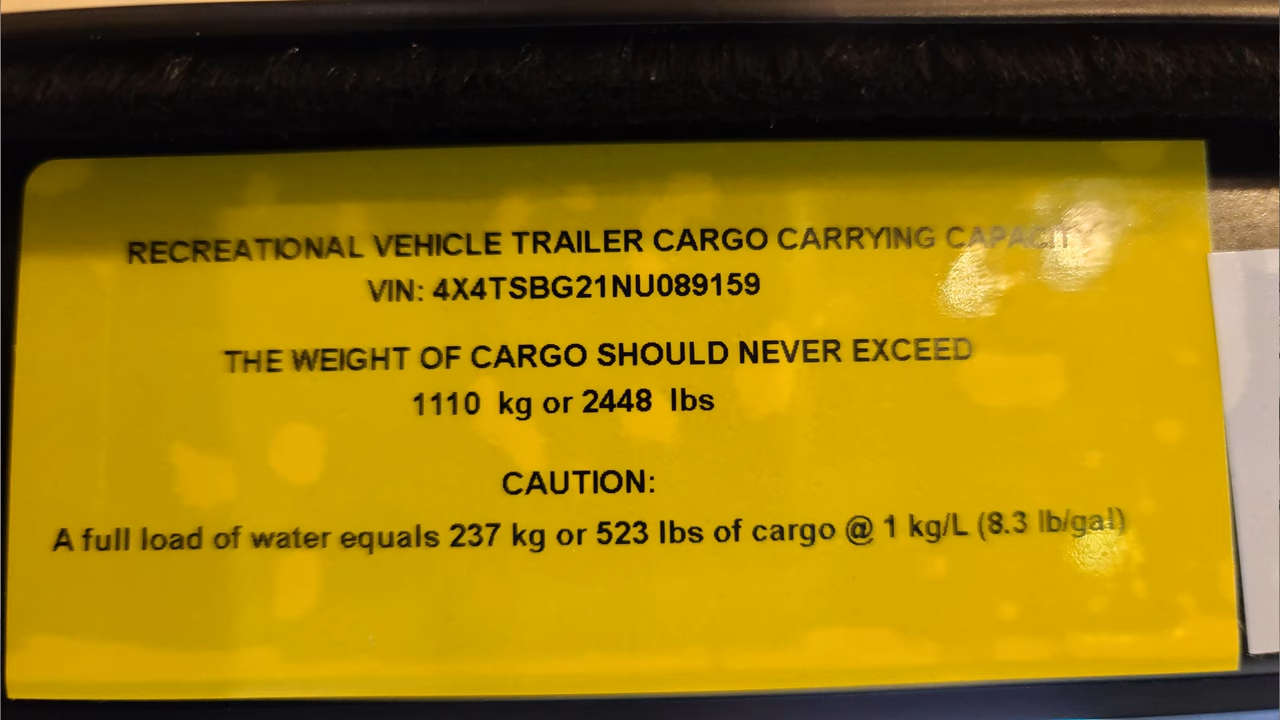 RECREATIONAL VEHICLE TRAILER CARGO CARRYING CAPACITY
VIN: 4X4TSBG21NU089159
THE WEIGHT OF CARGO SHOULD NEVER EXCEED
1110 kg or 2448 lbs
CAUTION:
A full load of water equals 237 kg or 523 lbs of cargo @ 1 kg/L (8.3 lb/gal)